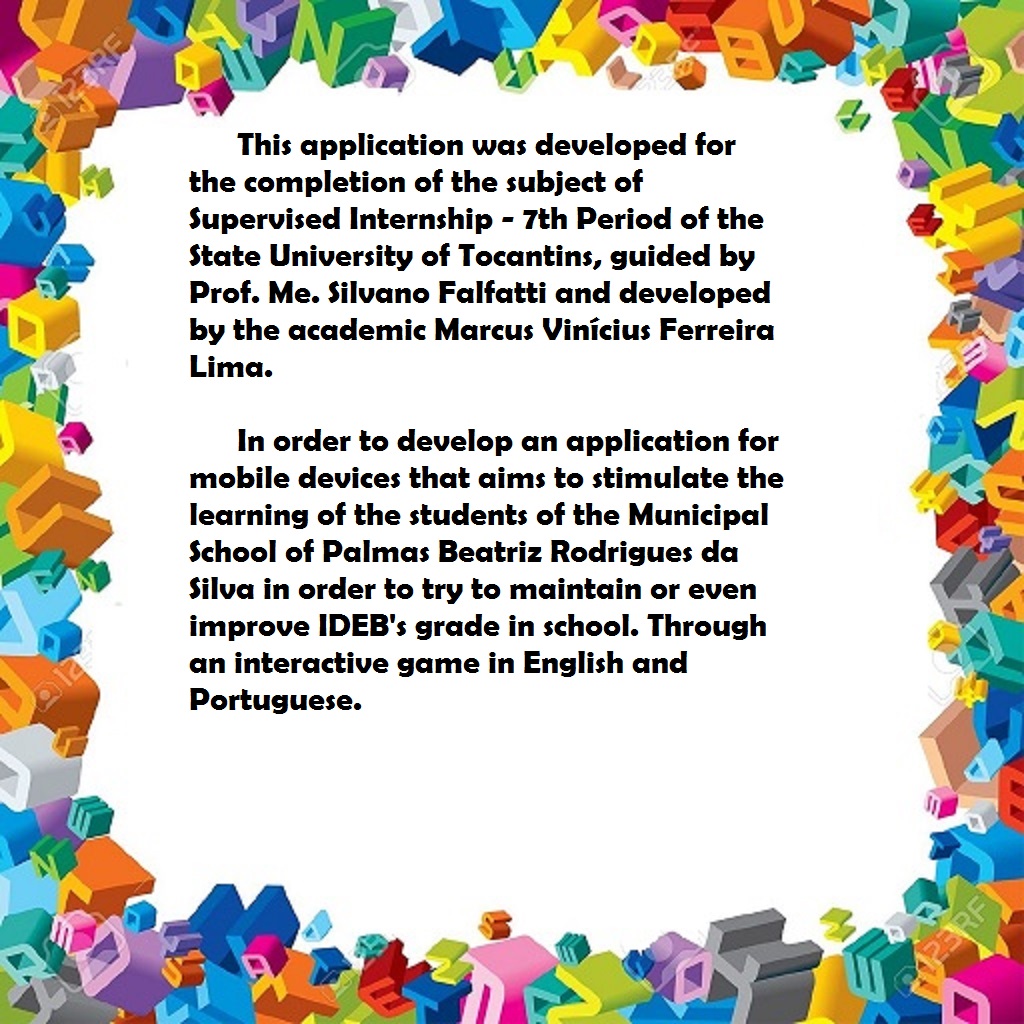 This application was developed for
the completion of the subject of
Supervised Internship - 7th Period of the
State University of Tocantins, guided by
Prof. Me. Silvano Falfatti and developed
by the academic Marcus Vinícius Ferreira
Lima.
In order to develop an application for
mobile devices that aims to stimulate the
learning of the students of the Municipal
School of Palmas Beatriz Rodrigues da
Silva in order to try to maintain or even
improve IDEB's grade in school. Through
an interactive game in English and
Portuguese.